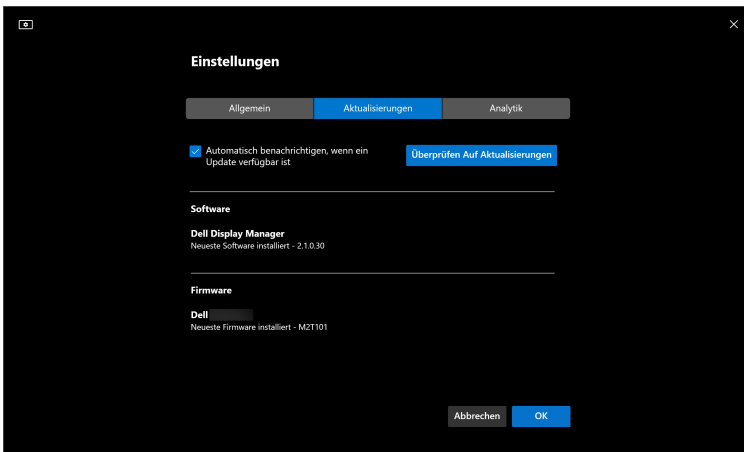 Einstellungen
Allgemein
Aktualisierungen
Analytik
Automatisch benachrichtigen, wenn ein
Update verfügbar ist
Überprüfen Auf Aktualisierungen
Software
Dell Display Manager
Neueste Software installiert - 2.1.0.30
Firmware
Dell
Neueste Firmware installiert - M2T101
Abbrechen
OK